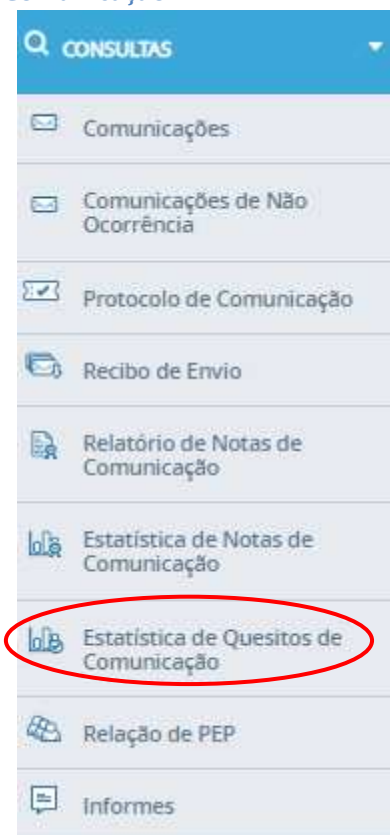 CONSULTAS
Comunicações
Comunicações de Não
Ocorrência
Protocolo de Comunicação
Recibo de Envio
Relatório de Notas de
Comunicação
Estatística de Notas de
Comunicação
Estatística de Quesitos de
Comunicação
Relação de PEP
Informes